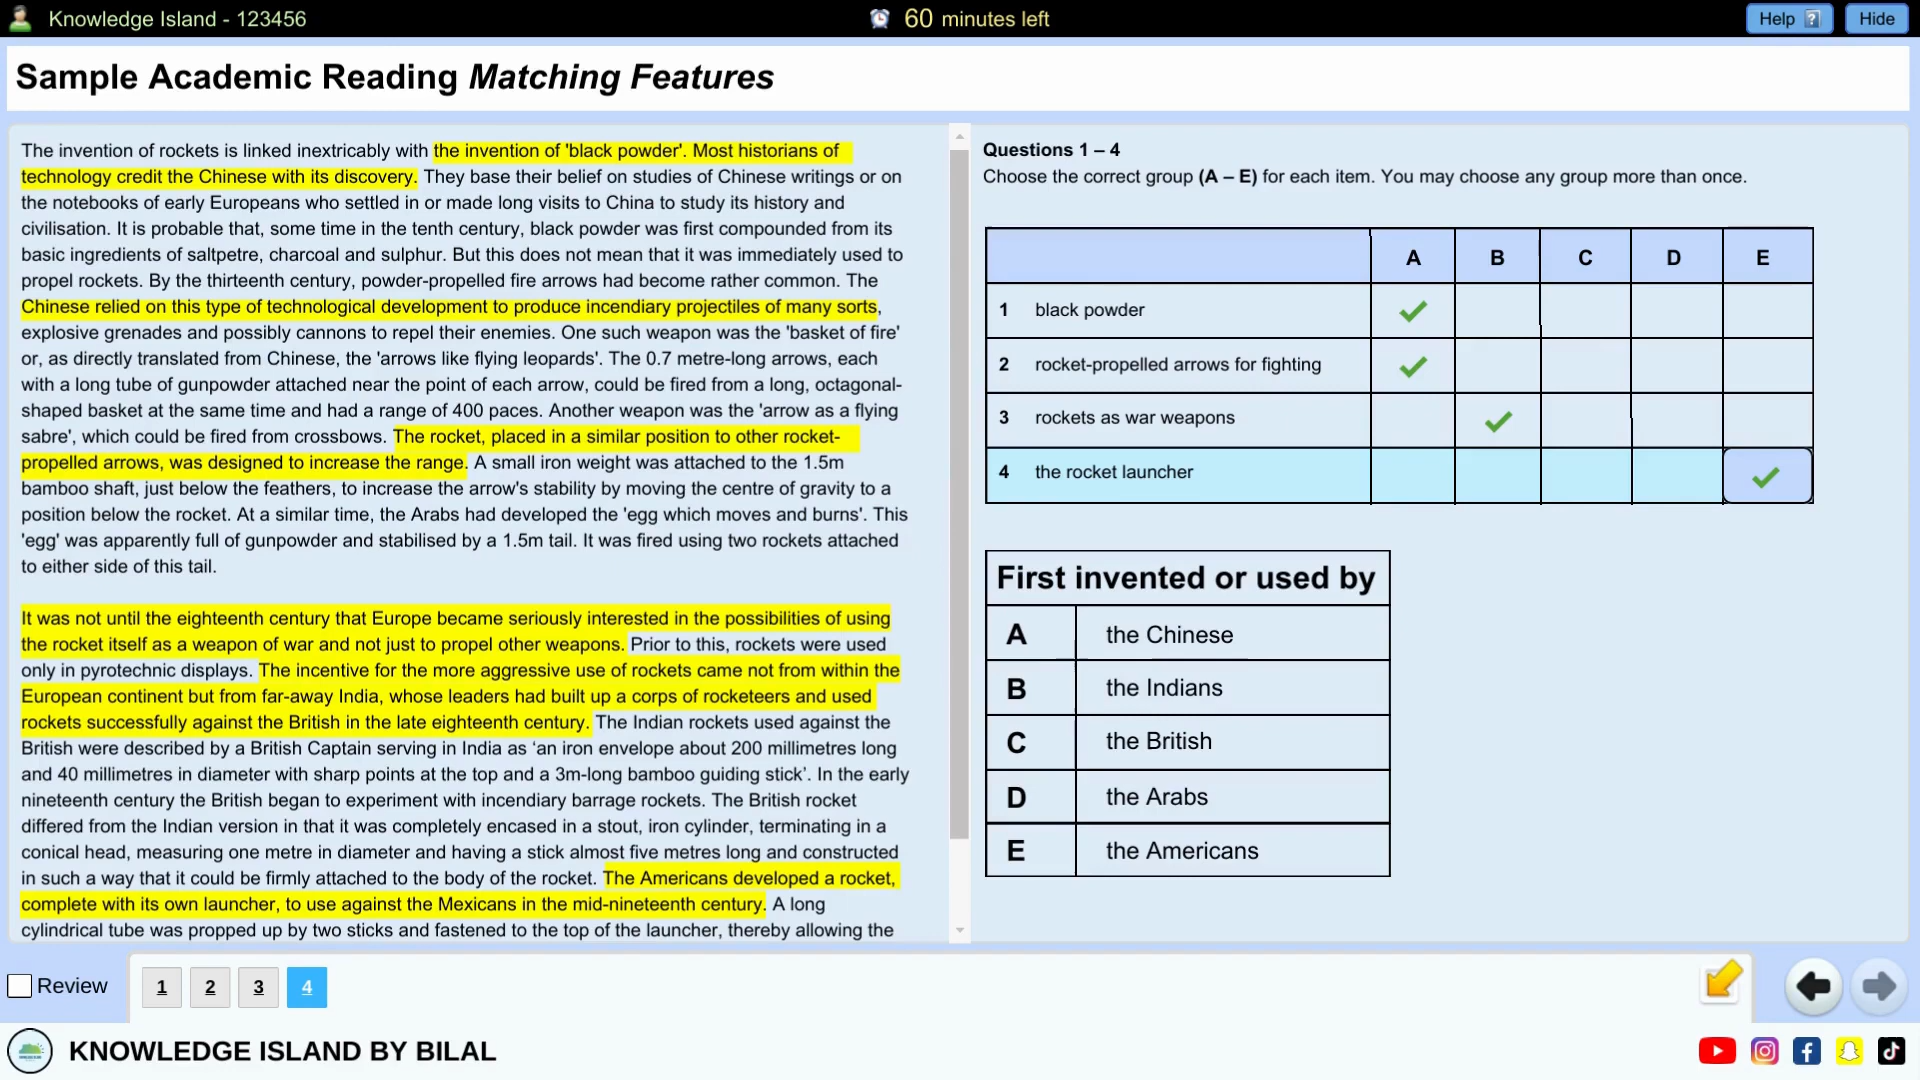 Knowledge Island - 123456
60 minutes left
Help ?
Hide
Sample Academic Reading Matching Features
The invention of rockets is linked inextricably with the invention of 'black powder'. Most historians of
technology credit the Chinese with its discovery. They base their belief on studies of Chinese writings or on
the notebooks of early Europeans who settled in or made long visits to China to study its history and
civilisation. It is probable that, some time in the tenth century, black powder was first compounded from its
basic ingredients of saltpetre, charcoal and sulphur. But this does not mean that it was immediately used to
propel rockets. By the thirteenth century, powder-propelled fire arrows had become rather common. The
Chinese relied on this type of technological development to produce incendiary projectiles of many sorts,
explosive grenades and possibly cannons to repel their enemies. One such weapon was the 'basket of fire'
or, as directly translated from Chinese, the 'arrows like flying leopards'. The 0.7 metre-long arrows, each
with a long tube of gunpowder attached near the point of each arrow, could be fired from a long, octagonal-
shaped basket at the same time and had a range of 400 paces. Another weapon was the 'arrow as a flying
sabre', which could be fired from crossbows. The rocket, placed in a similar position to other rocket-
propelled arrows, was designed to increase the range. A small iron weight was attached to the 1.5m
bamboo shaft, just below the feathers, to increase the arrow's stability by moving the centre of gravity to a
position below the rocket. At a similar time, the Arabs had developed the 'egg which moves and burns'. This
'egg' was apparently full of gunpowder and stabilised by a 1.5m tail. It was fired using two rockets attached
to either side of this tail.
It was not until the eighteenth century that Europe became seriously interested in the possibilities of using
the rocket itself as a weapon of war and not just to propel other weapons. Prior to this, rockets were used
only in pyrotechnic displays. The incentive for the more aggressive use of rockets came not from within the
European continent but from far-away India, whose leaders had built up a corps of rocketeers and used
rockets successfully against the British in the late eighteenth century. The Indian rockets used against the
British were described by a British Captain serving in India as ‘an iron envelope about 200 millimetres long
and 40 millimetres in diameter with sharp points at the top and a 3m-long bamboo guiding stick’. In the early
nineteenth century the British began to experiment with incendiary barrage rockets. The British rocket
differed from the Indian version in that it was completely encased in a stout, iron cylinder, terminating in a
conical head, measuring one metre in diameter and having a stick almost five metres long and constructed
in such a way that it could be firmly attached to the body of the rocket. The Americans developed a rocket,
complete with its own launcher, to use against the Mexicans in the mid-nineteenth century. A long
cylindrical tube was propped up by two sticks and fastened to the top of the launcher, thereby allowing the
Questions 1 – 4
Choose the correct group (A – E) for each item. You may choose any group more than once.
A B C D E
1 black powder
2 rocket-propelled arrows for fighting
3 rockets as war weapons
4 the rocket launcher
First invented or used by
A the Chinese
B the Indians
C the British
D the Arabs
E the Americans
Review 1 2 3 4
KNOWLEDGE ISLAND BY BILAL